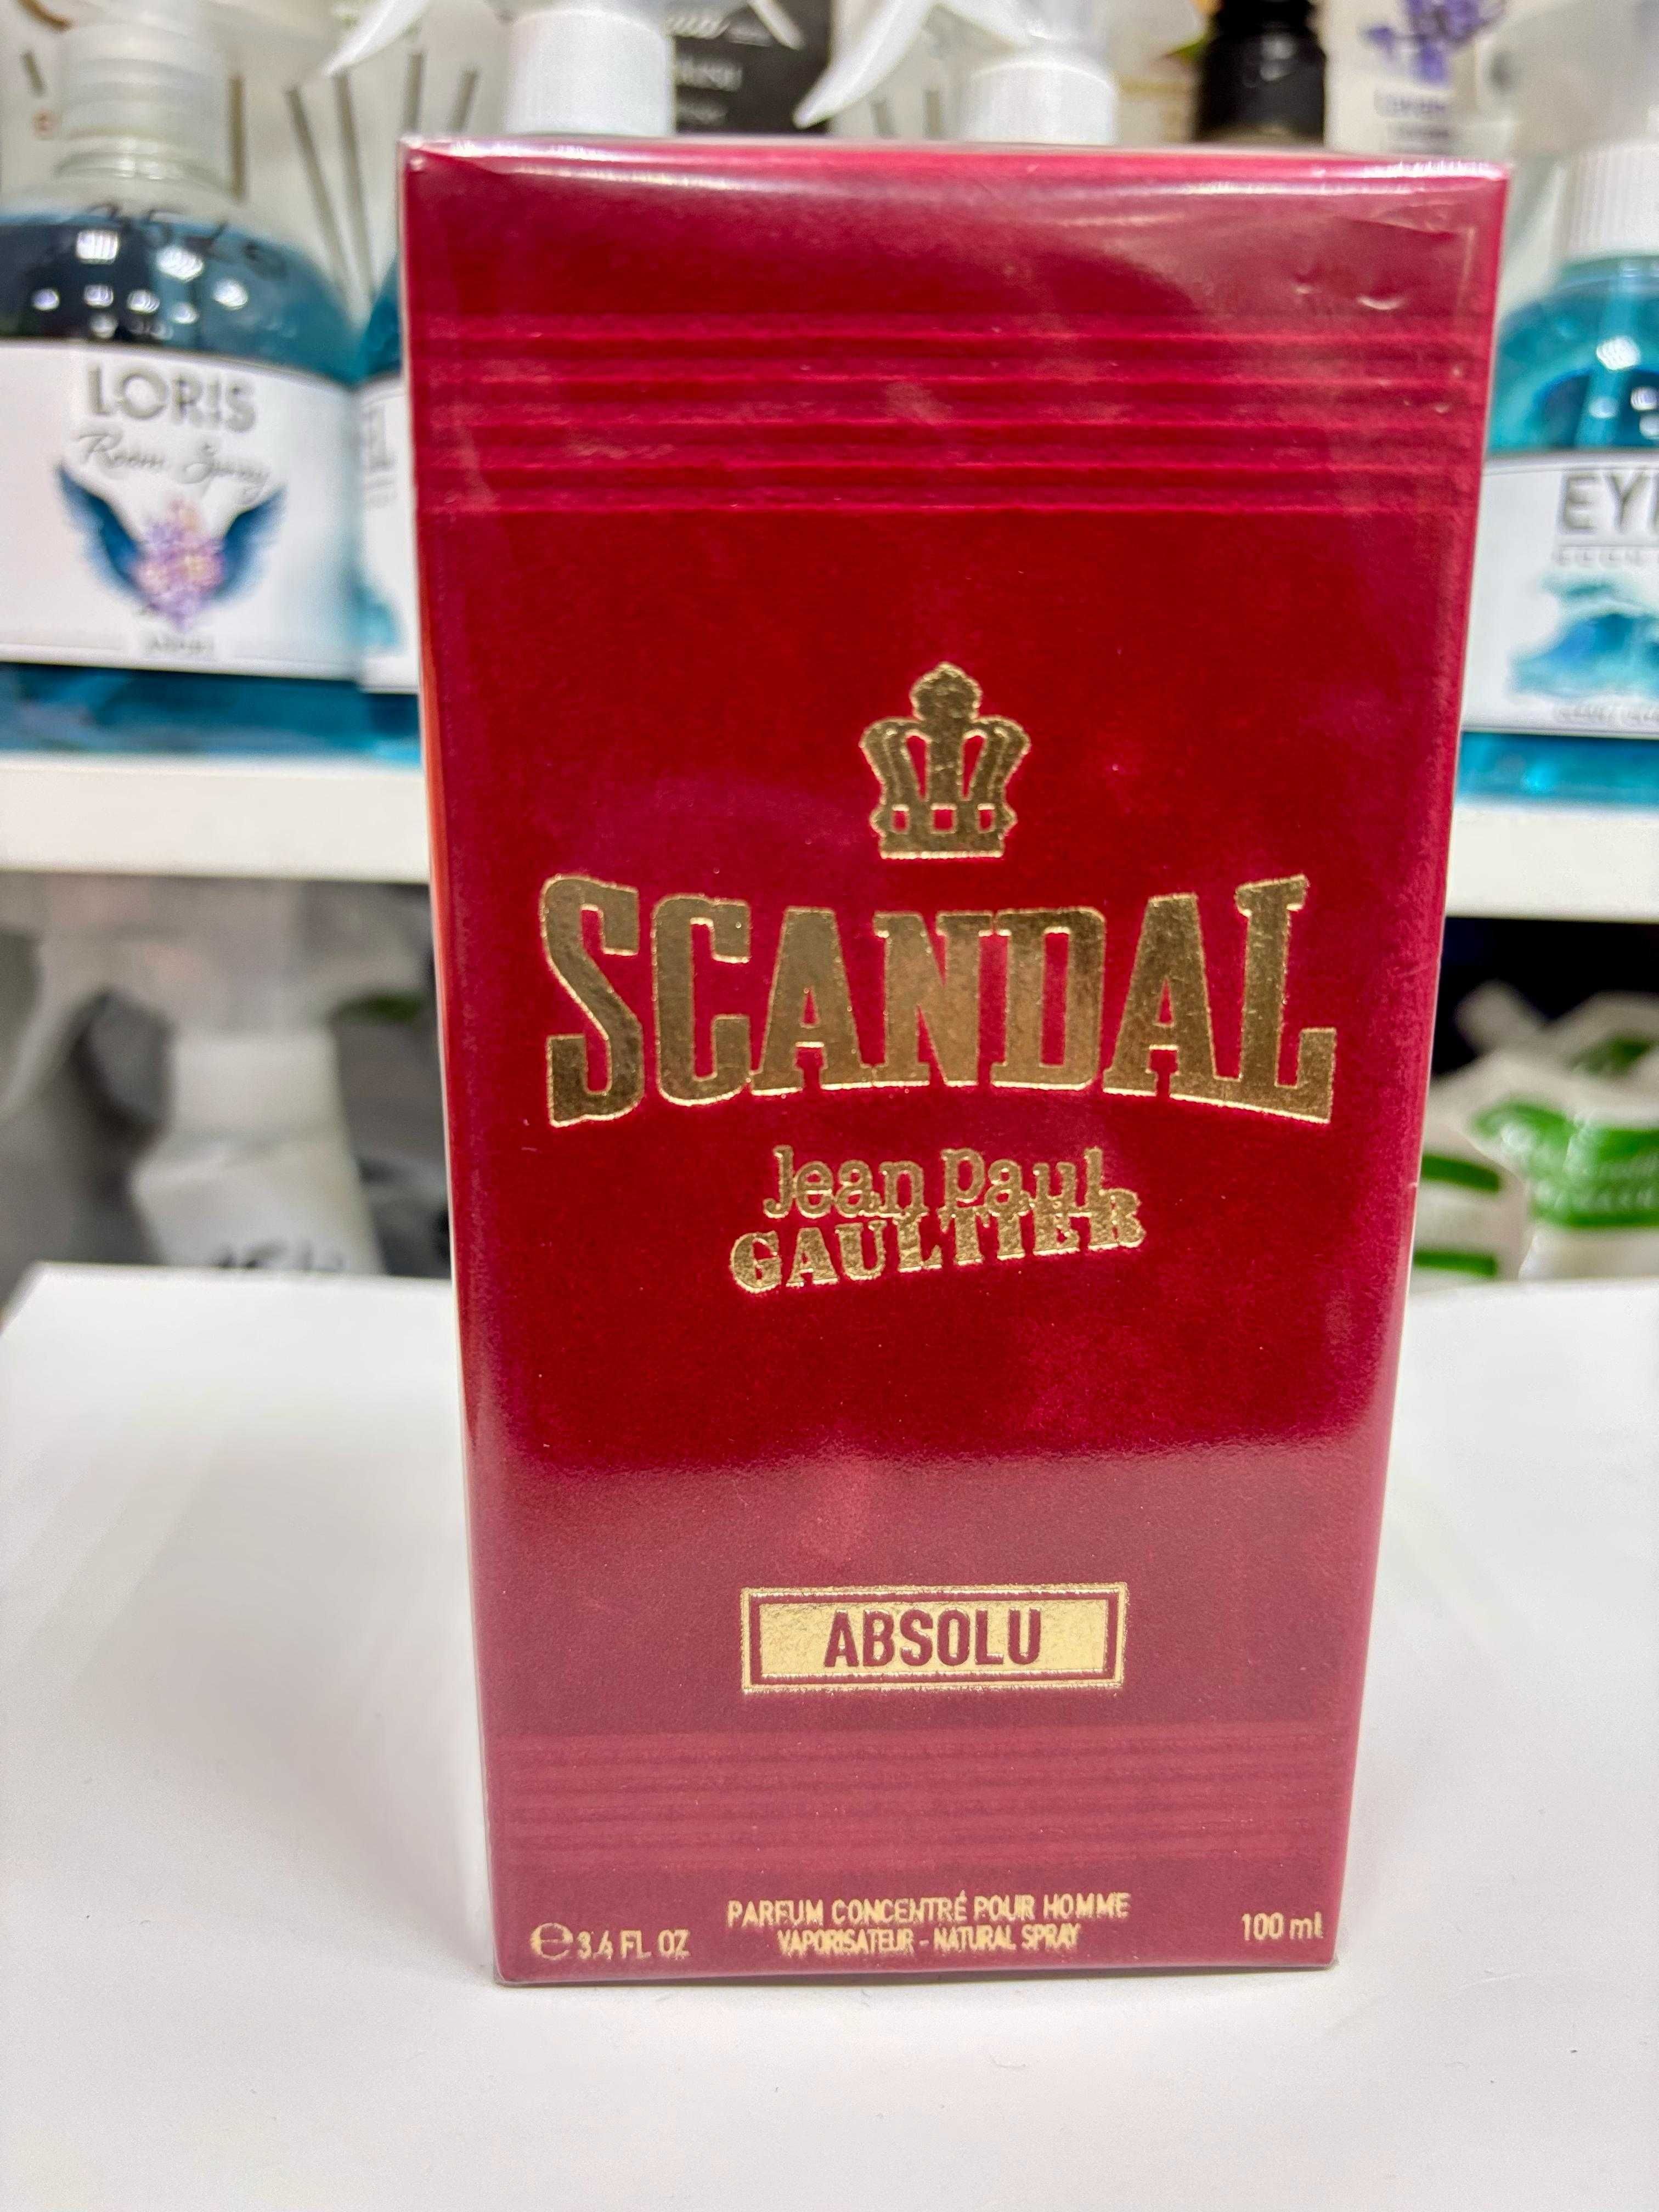 LORIS
Room Spray
SCANDAL
Jean Paul
GAULTIER
ABSOLU
PARFUM CONCENTRÉ POUR HOMME
VAPORISATEUR - NATURAL SPRAY
℮ 3.4 FL OZ
100 ml